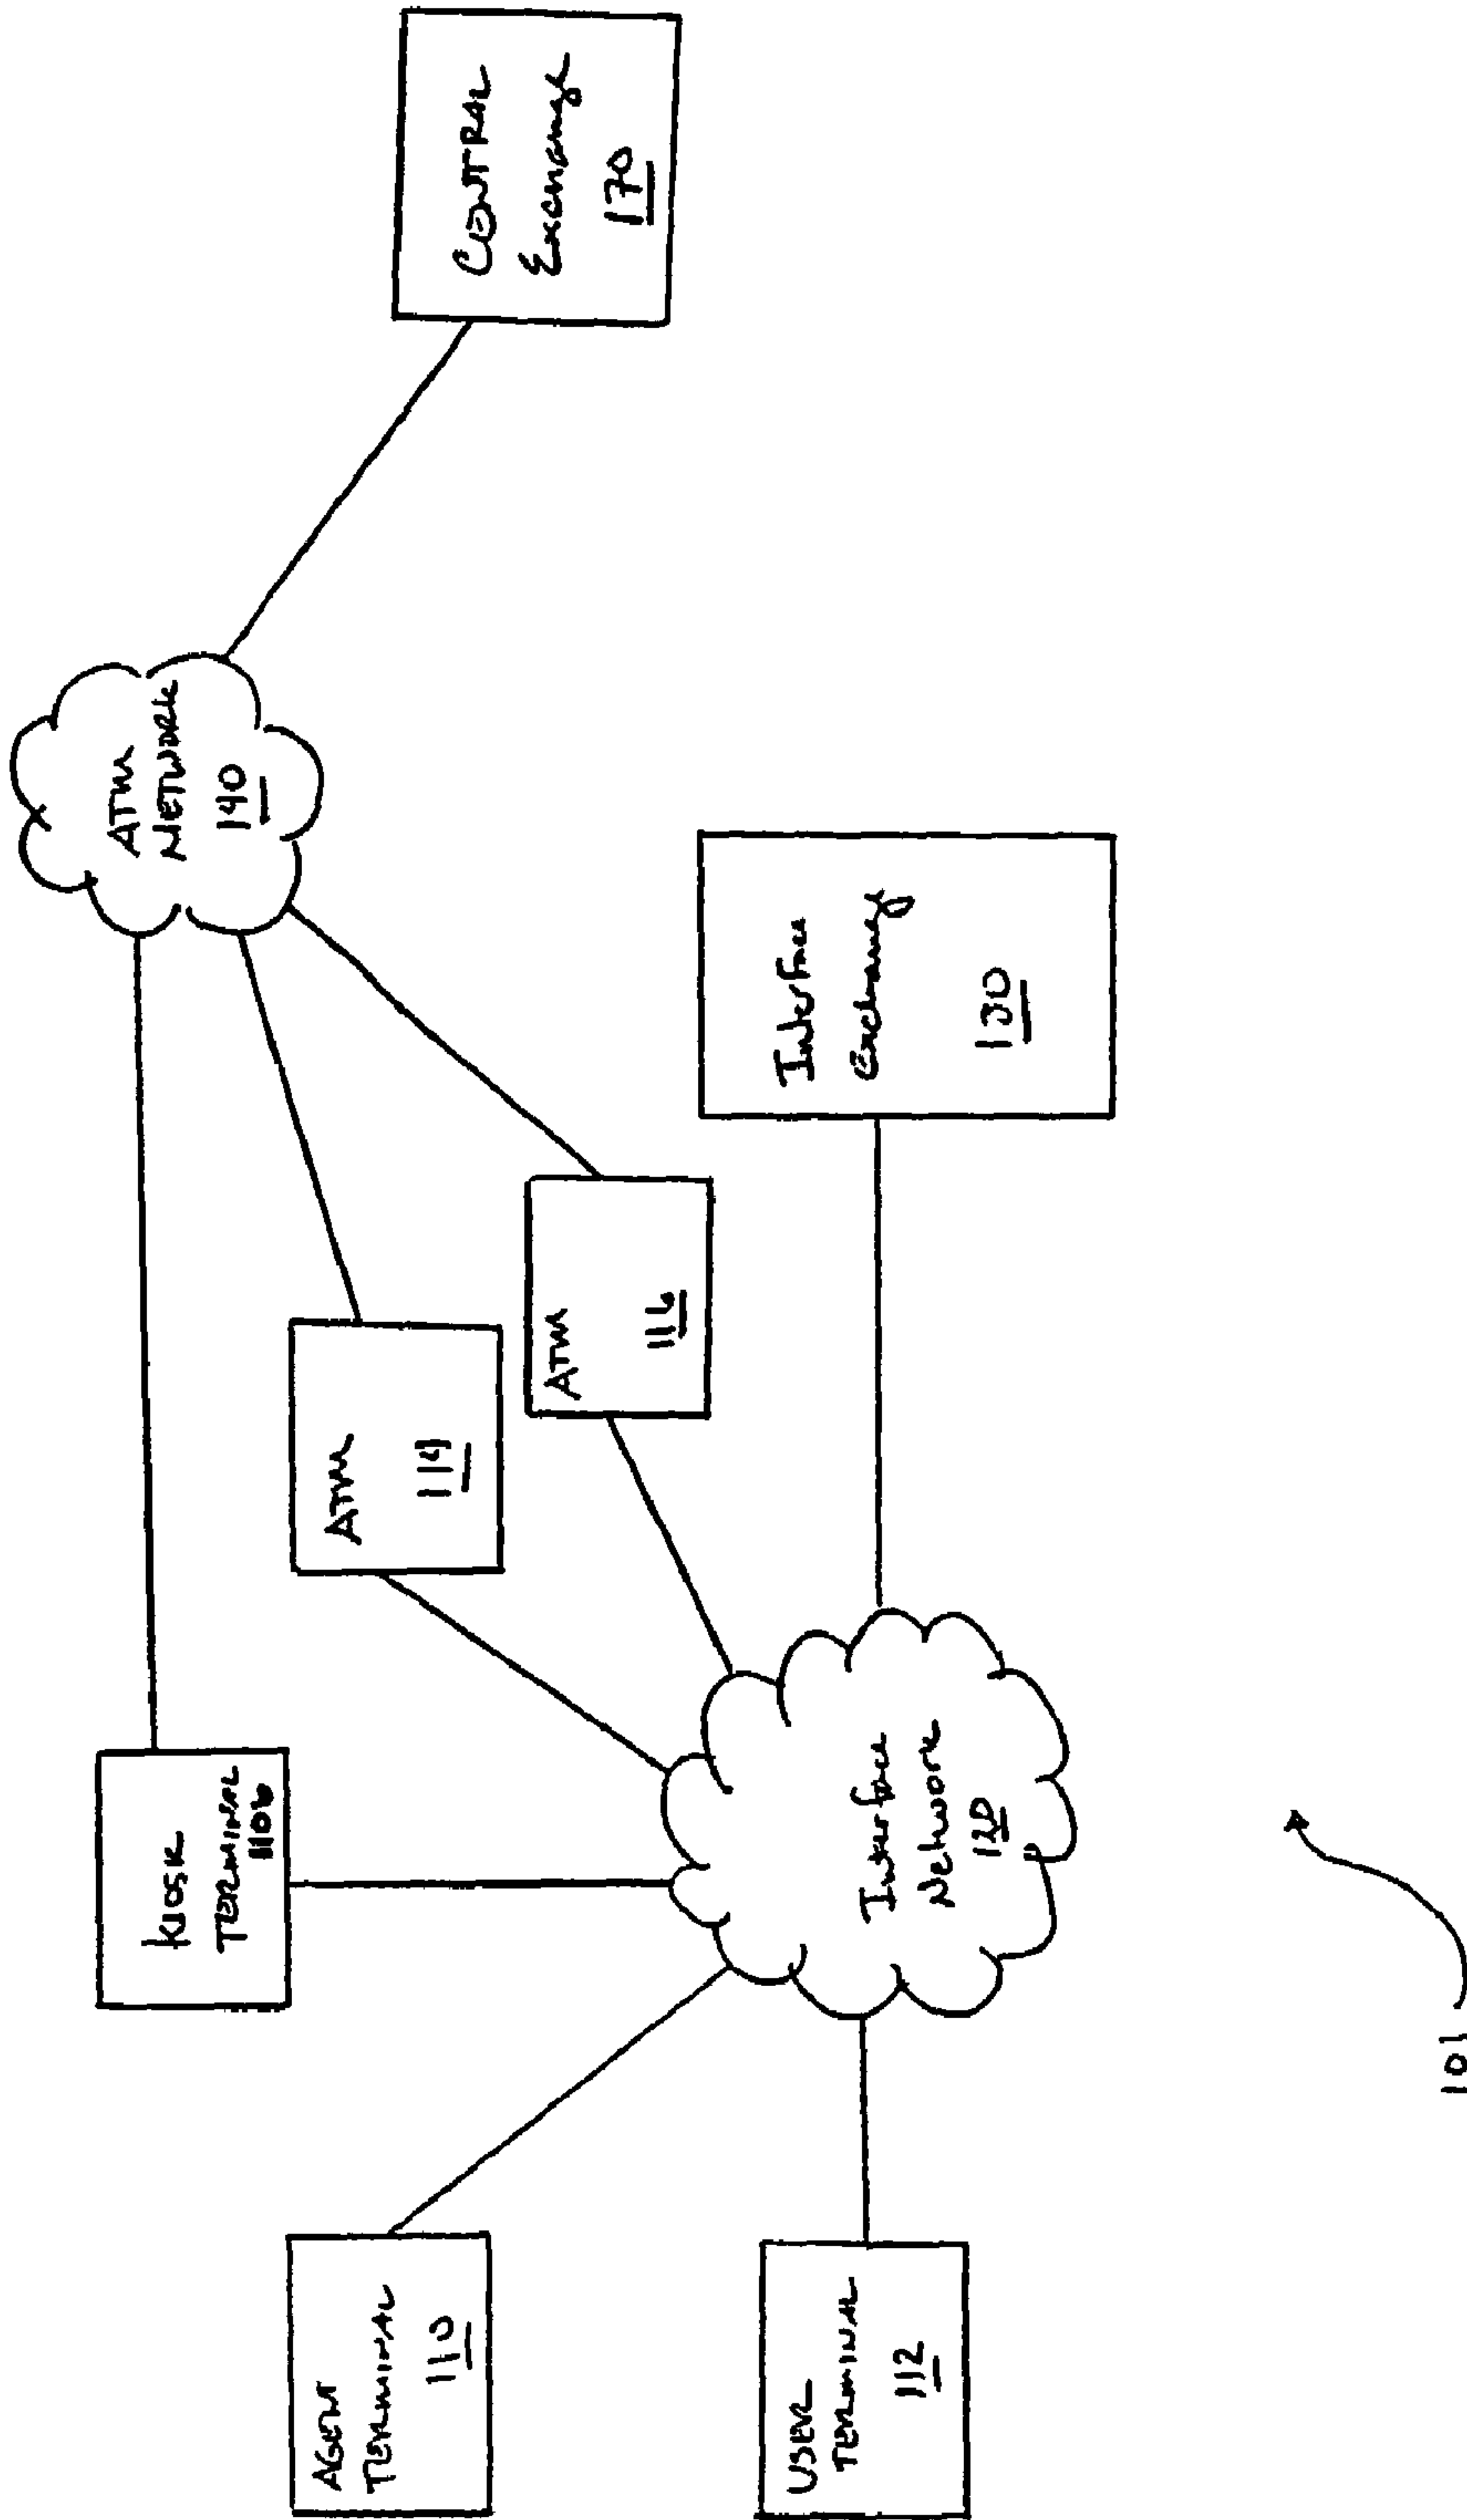 Agent
Terminal
110
User
Terminal
112
Kiosk
Terminal
ATM
114
ATM
116
Interface
Network
120
Interface
Exchange
130
ATM
Network
140
Central
Exchange
170
101